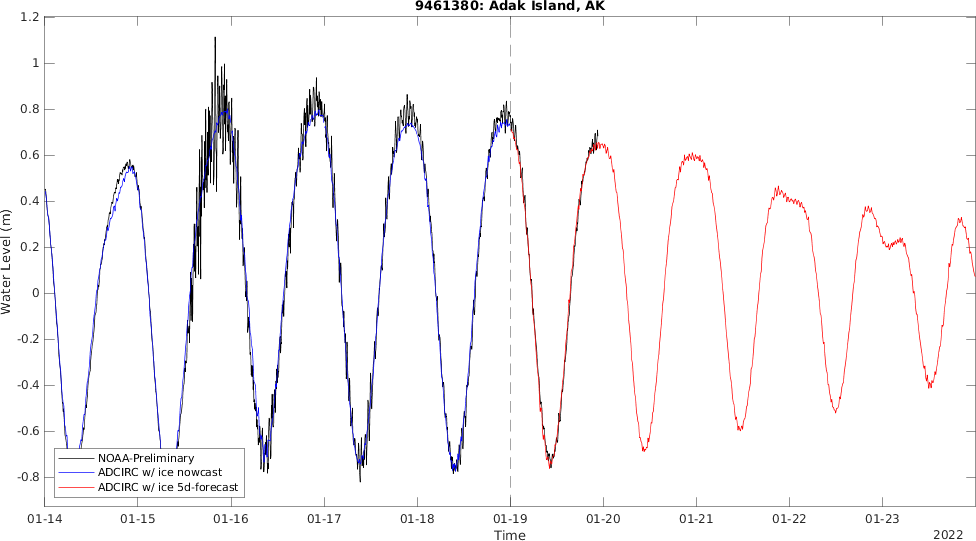 9461380: Adak Island, AK
1.2
1
0.8
0.6
0.4
0.2
0
-0.2
-0.4
-0.6
-0.8
Water Level (m)
NOAA-Preliminary
ADCIRC w/ ice nowcast
ADCIRC w/ ice 5d-forecast
01-14 01-15 01-16 01-17 01-18 01-19 01-20 01-21 01-22 01-23
Time
2022